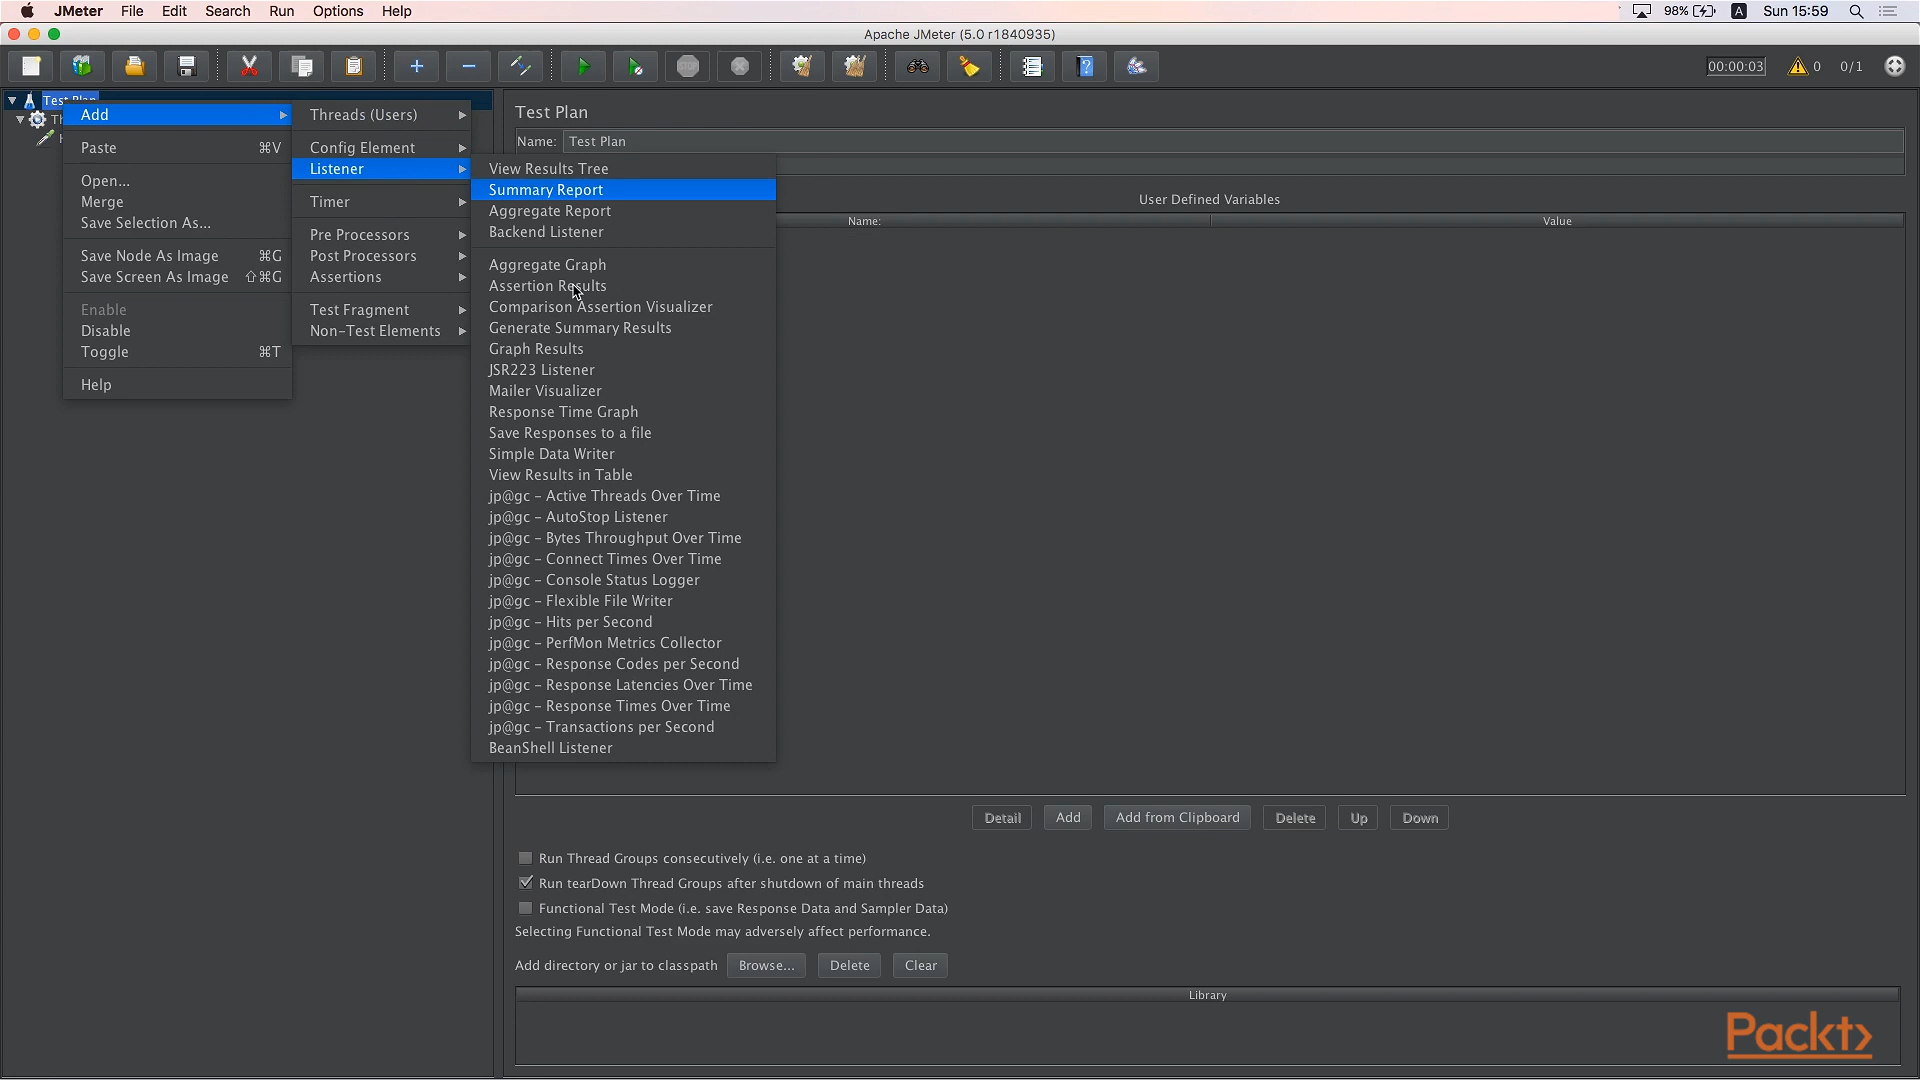 JMeter File Edit Search Run Options Help 98% A Sun 15:59
Apache JMeter (5.0 r1840935)
00:00:03 0 0/1
Test Plan
Add
Paste ⌘V
Open...
Merge
Save Selection As...
Save Node As Image ⌘G
Save Screen As Image ⇧⌘G
Enable
Disable
Toggle ⌘T
Help
Threads (Users)
Config Element
Listener
Timer
Pre Processors
Post Processors
Assertions
Test Fragment
Non-Test Elements
View Results Tree
Summary Report
Aggregate Report
Backend Listener
Aggregate Graph
Assertion Results
Comparison Assertion Visualizer
Generate Summary Results
Graph Results
JSR223 Listener
Mailer Visualizer
Response Time Graph
Save Responses to a file
Simple Data Writer
View Results in Table
jp@gc - Active Threads Over Time
jp@gc - AutoStop Listener
jp@gc - Bytes Throughput Over Time
jp@gc - Connect Times Over Time
jp@gc - Console Status Logger
jp@gc - Flexible File Writer
jp@gc - Hits per Second
jp@gc - PerfMon Metrics Collector
jp@gc - Response Codes per Second
jp@gc - Response Latencies Over Time
jp@gc - Response Times Over Time
jp@gc - Transactions per Second
BeanShell Listener
Test Plan
Name: Test Plan
User Defined Variables
Name: Value
Detail Add Add from Clipboard Delete Up Down
Run Thread Groups consecutively (i.e. one at a time)
Run tearDown Thread Groups after shutdown of main threads
Functional Test Mode (i.e. save Response Data and Sampler Data)
Selecting Functional Test Mode may adversely affect performance.
Add directory or jar to classpath Browse... Delete Clear
Library
Packt>